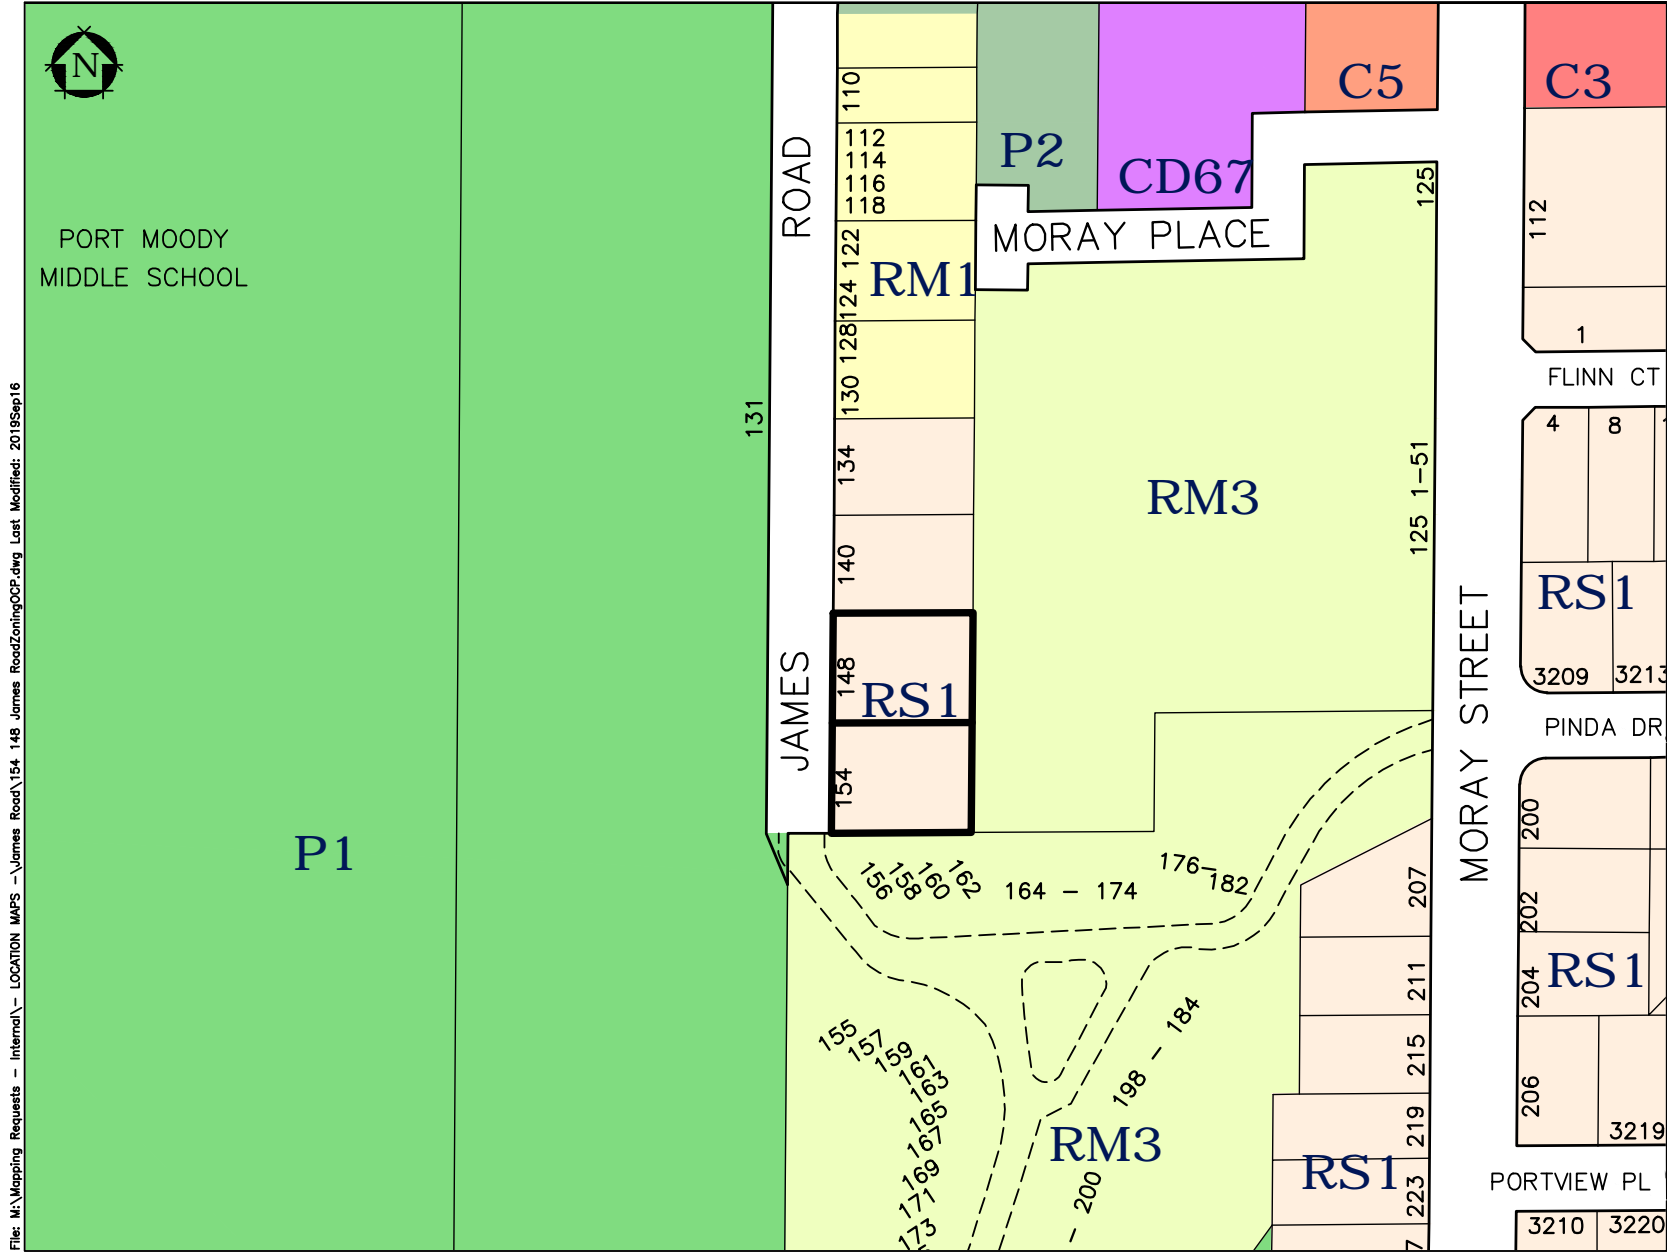 N
PORT MOODY
MIDDLE SCHOOL
P1
131
JAMES ROAD
110
112
114
116
118
122
124
128
130
RM1
134
140
148
RS1
154
P2
CD67
C5
C3
MORAY PLACE
RM3
125
125 1-51
MORAY STREET
112
1
FLINN CT
4
8
RS1
3209
3213
PINDA DR
200
202
204
RS1
206
3219
PORTVIEW PL
3210
3220
156
158
160
162
164 - 174
176-
182
207
211
215
219
223
7
RS1
198 - 184
RM3
- 200
155
157
159
161
163
165
167
169
171
173
File: M:\Mapping Requests - Internal\- LOCATION MAPS -\James Road\154 148 James RoadZoningOCP.dwg Last Modified: 2019Sep16